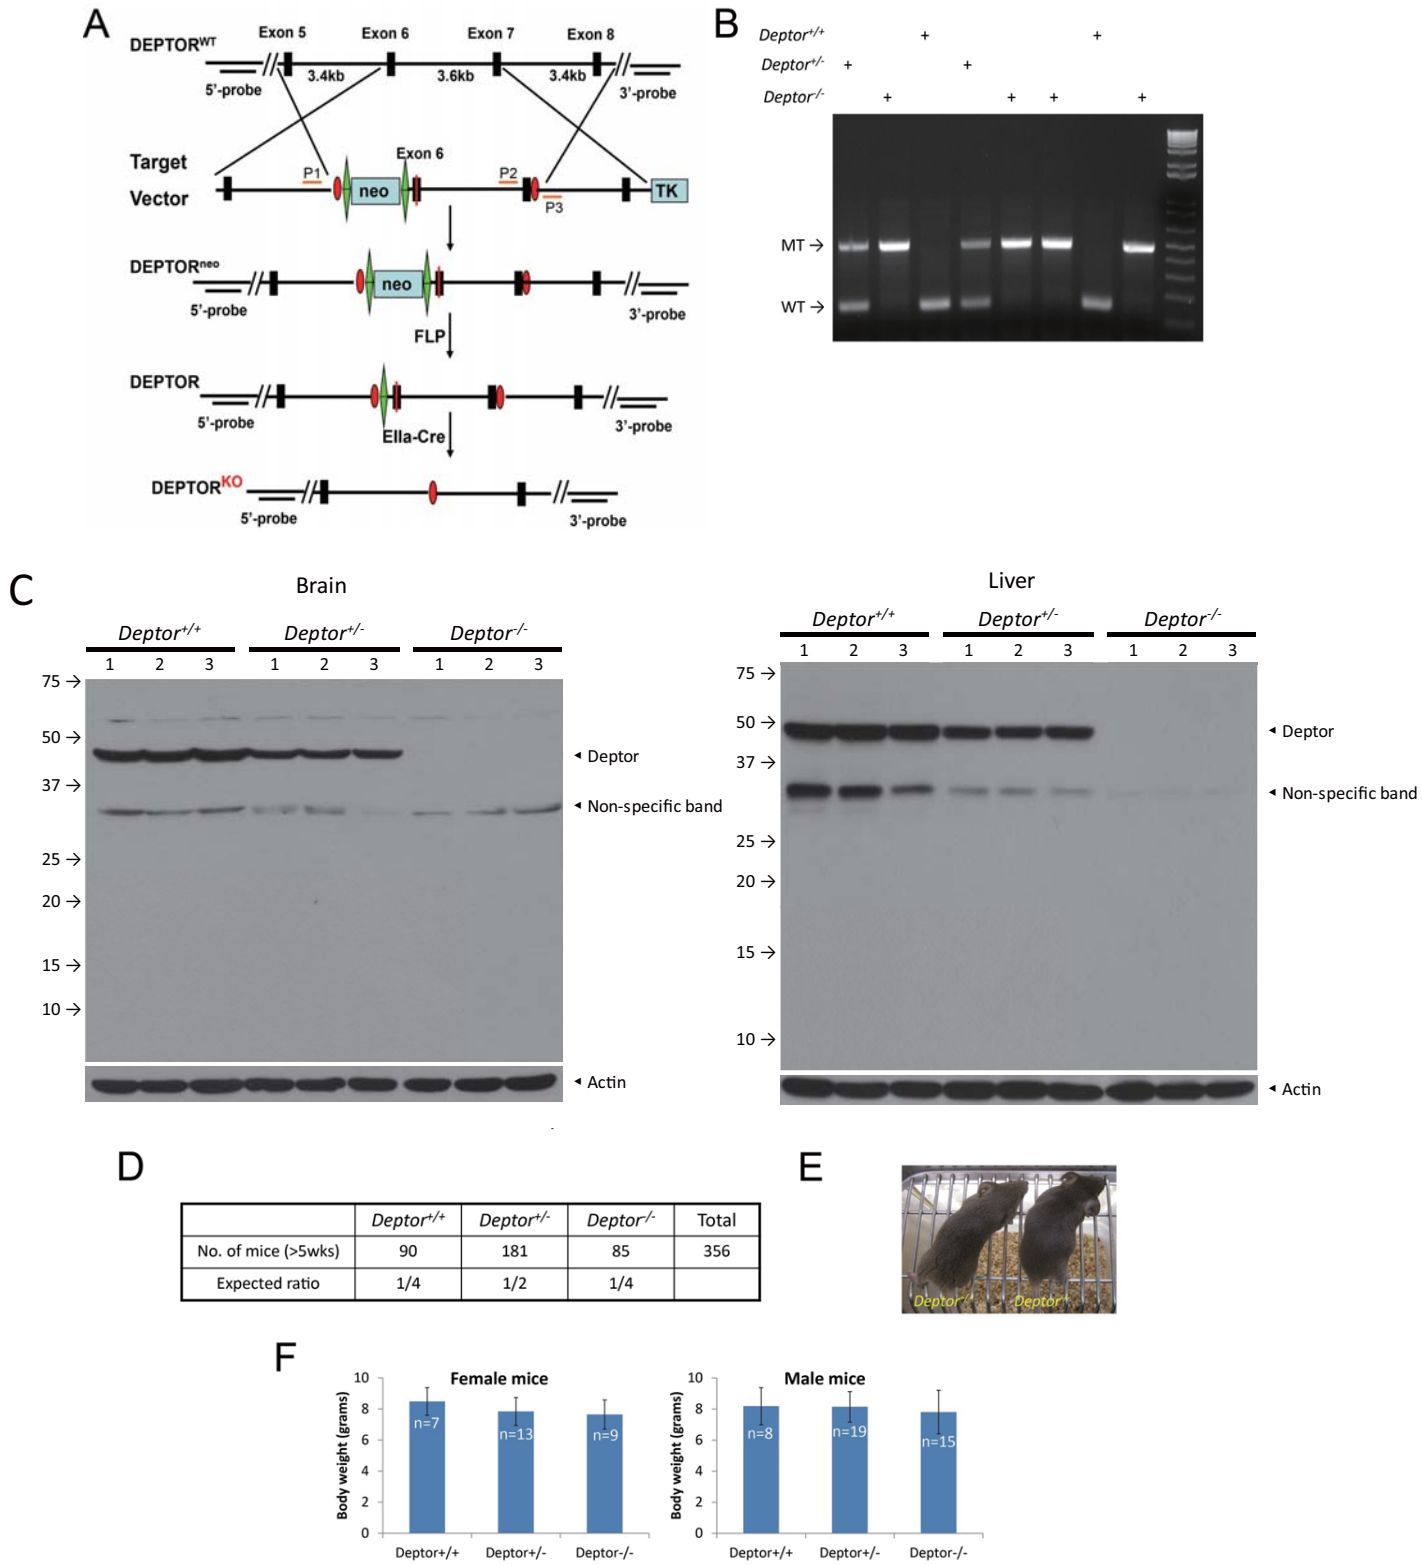 A
DEPTORWT
Exon 5 Exon 6 Exon 7 Exon 8
3.4kb 3.6kb 3.4kb
5'-probe 3'-probe
Target
Vector
Exon 6
P1 neo P2 P3 TK
DEPTORneo
neo
5'-probe 3'-probe
FLP
DEPTOR
5'-probe 3'-probe
EIIa-Cre
DEPTORKO
5'-probe 3'-probe
B
Deptor+/+ + +
Deptor+/- + +
Deptor-/- + + + +
MT →
WT →
C
Brain
Deptor+/+ Deptor+/- Deptor-/-
1 2 3 1 2 3 1 2 3
75 →
50 →
Deptor
37 →
Non-specific band
25 →
20 →
15 →
10 →
Actin
Liver
Deptor+/+ Deptor+/- Deptor-/-
1 2 3 1 2 3 1 2 3
75 →
50 →
Deptor
37 →
Non-specific band
25 →
20 →
15 →
10 →
Actin
D
Deptor+/+ Deptor+/- Deptor-/- Total
No. of mice (>5wks) 90 181 85 356
Expected ratio 1/4 1/2 1/4
E
Deptor Deptor
F
Female mice
Body weight (grams)
10
8
6
4
2
0
n=7 n=13 n=9
Deptor+/+ Deptor+/- Deptor-/-
Male mice
Body weight (grams)
10
8
6
4
2
0
n=8 n=19 n=15
Deptor+/+ Deptor+/- Deptor-/-